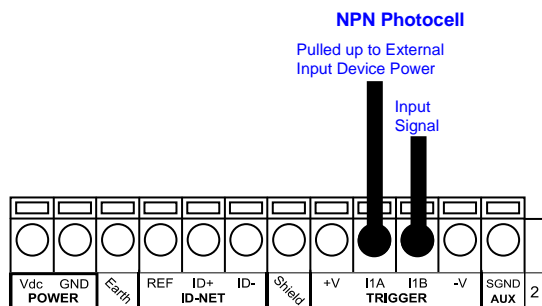 NPN Photocell
Pulled up to External
Input Device Power
Input
Signal
Vdc GND Earth REF ID+ ID- Shield +V I1A I1B -V SGND
POWER ID-NET TRIGGER AUX 2